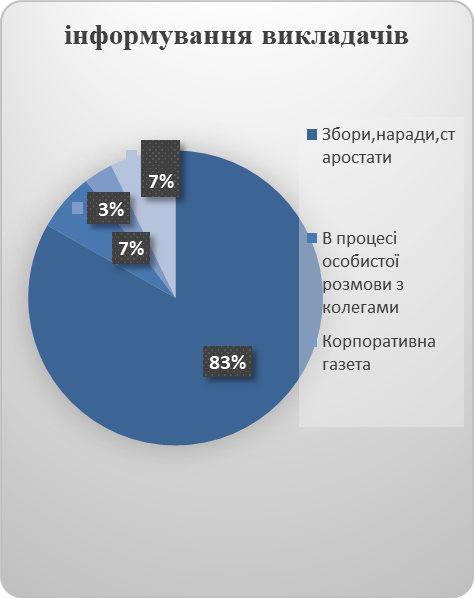 інформування викладачів
Збори,наради,ст
аростати
7%
3%
7%
В процесі
особистої
розмови з
колегами
Корпоративна
газета
83%